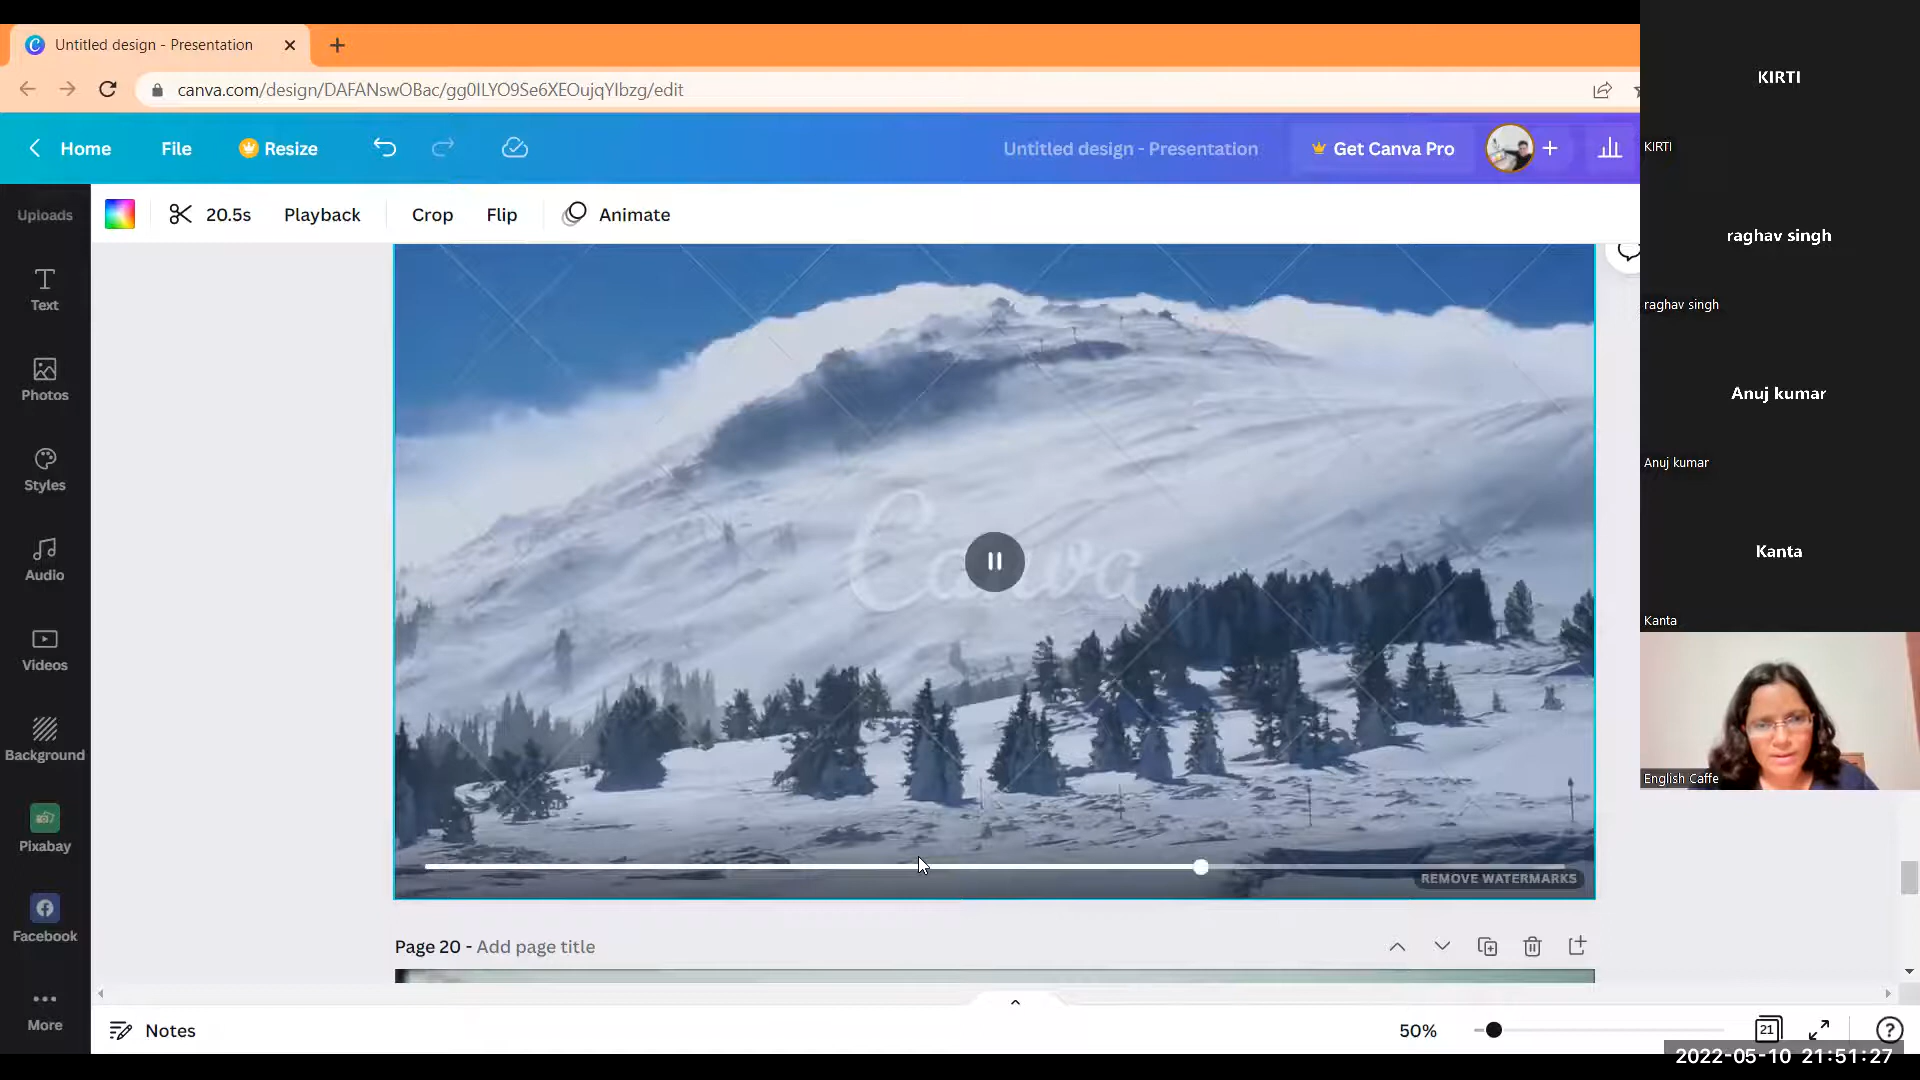 Untitled design - Presentation
canva.com/design/DAFANswOBac/gg0ILYO9Se6XEOujqYIbzg/edit
Home
File
Resize
Untitled design - Presentation
Get Canva Pro
20.5s
Playback
Crop
Flip
Animate
Uploads
Text
Photos
Styles
Audio
Videos
Background
Pixabay
Facebook
More
Canva
REMOVE WATERMARKS
Page 20 - Add page title
Notes
50%
21
?
KIRTI
KIRTI
raghav singh
raghav singh
Anuj kumar
Anuj kumar
Kanta
Kanta
English Caffe
2022-05-10 21:51:27